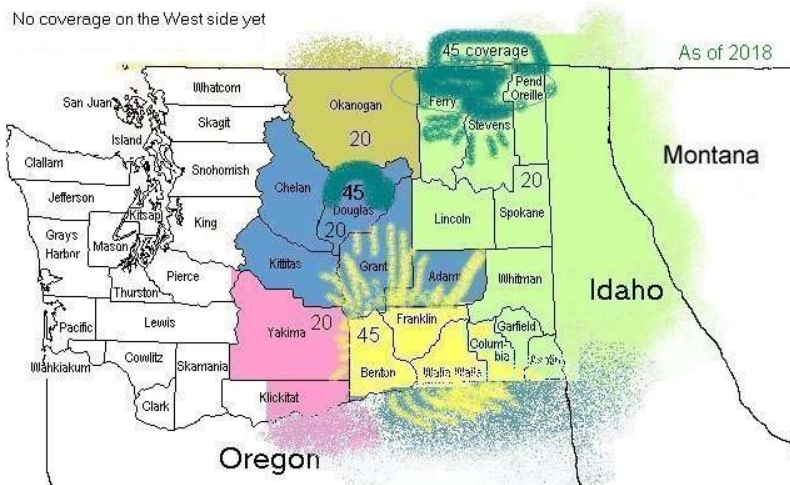 No coverage on the West side yet
45 coverage
As of 2018
Whatcom
Okanogan
Ferry
Pend
Oreille
San Juan
Skagit
Stevens
Island
20
Clallam
Snohomish
Chelan
Montana
Jefferson
45
20
Kitsap
King
Douglas
Lincoln
Spokane
Grays
Harbor
Mason
20
Kittitas
Grant
Adams
Whitman
Pierce
Idaho
Thurston
Pacific
Lewis
Yakima
20
45
Franklin
Garfield
Colum-
bia
Asotin
Wahkiakum
Cowlitz
Skamania
Benton
Walla Walla
Clark
Klickitat
Oregon